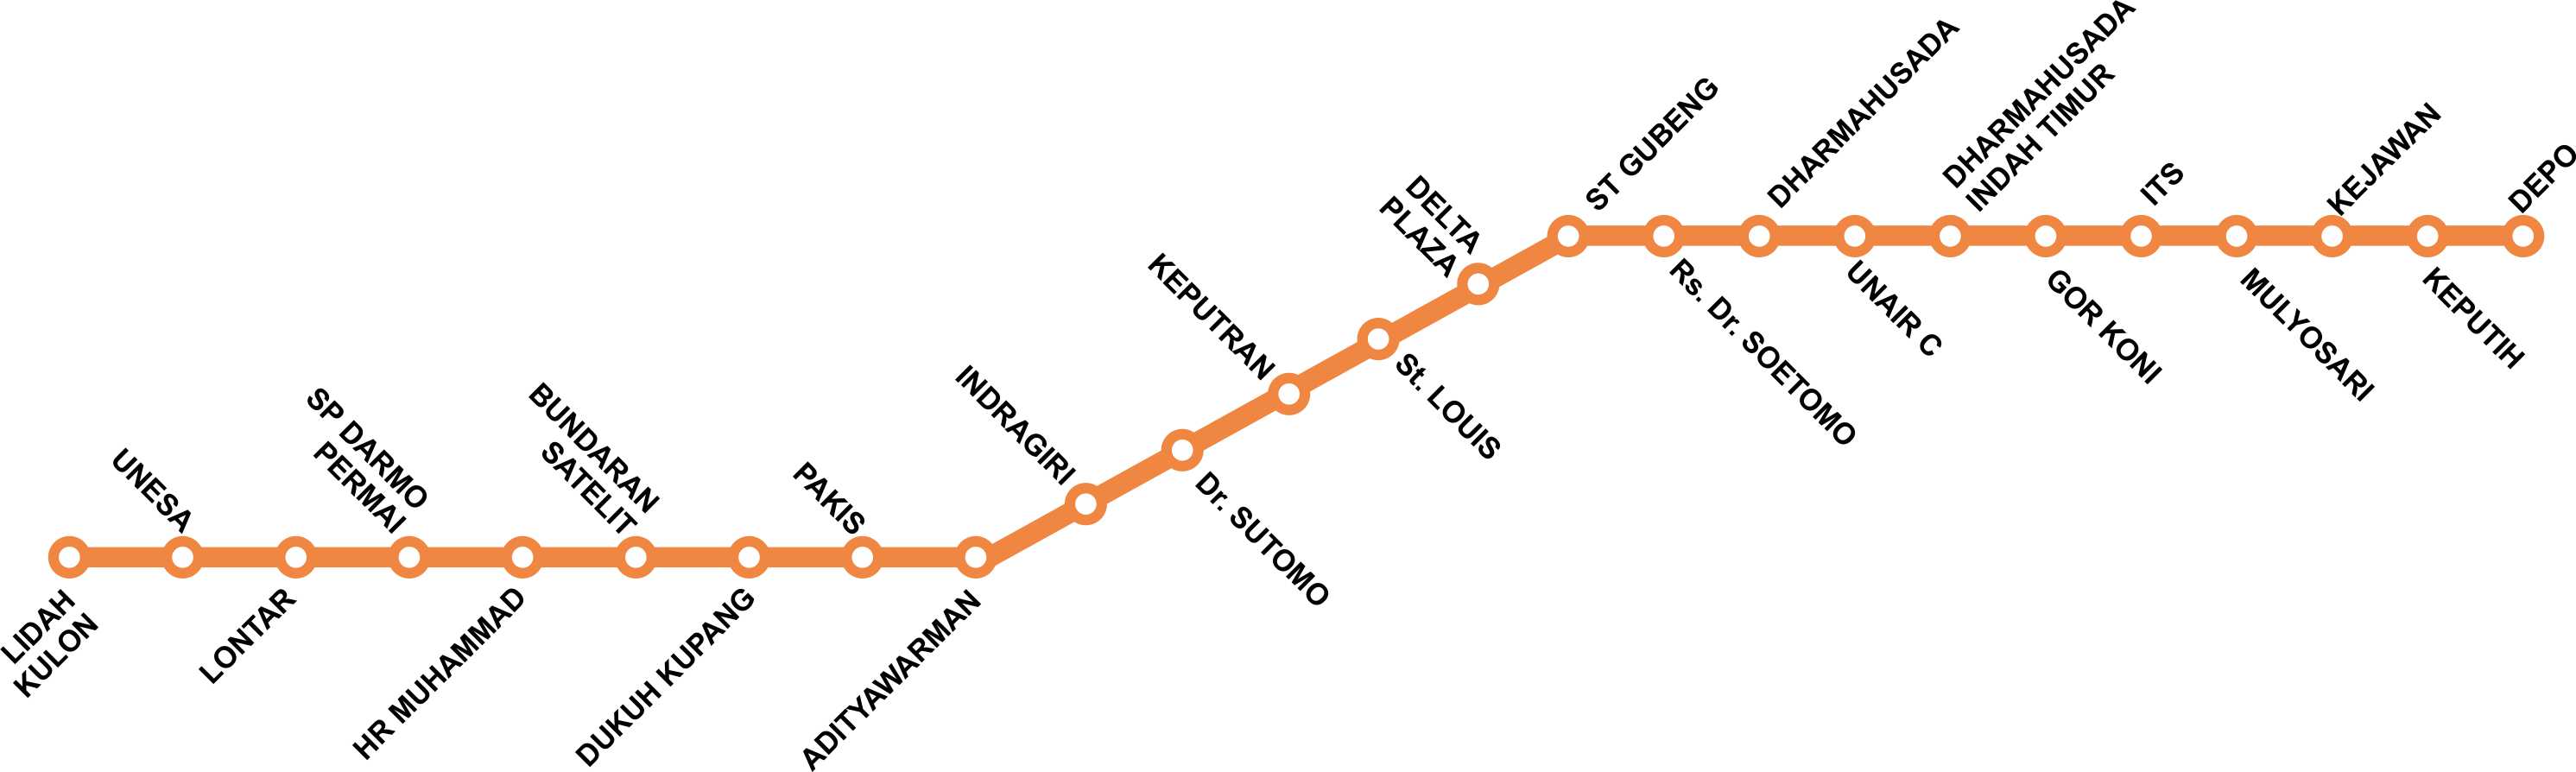 LIDAH
KULON
UNESA
LONTAR
SP DARMO
PERMAI
HR MUHAMMAD
BUNDARAN
SATELIT
DUKUH KUPANG
PAKIS
ADITYAWARMAN
INDRAGIRI
Dr. SUTOMO
KEPUTRAN
St. LOUIS
DELTA
PLAZA
ST GUBENG
Rs. Dr. SOETOMO
DHARMAHUSADA
UNAIR C
DHARMAHUSADA
INDAH TIMUR
GOR KONI
ITS
MULYOSARI
KEJAWAN
KEPUTIH
DEPO